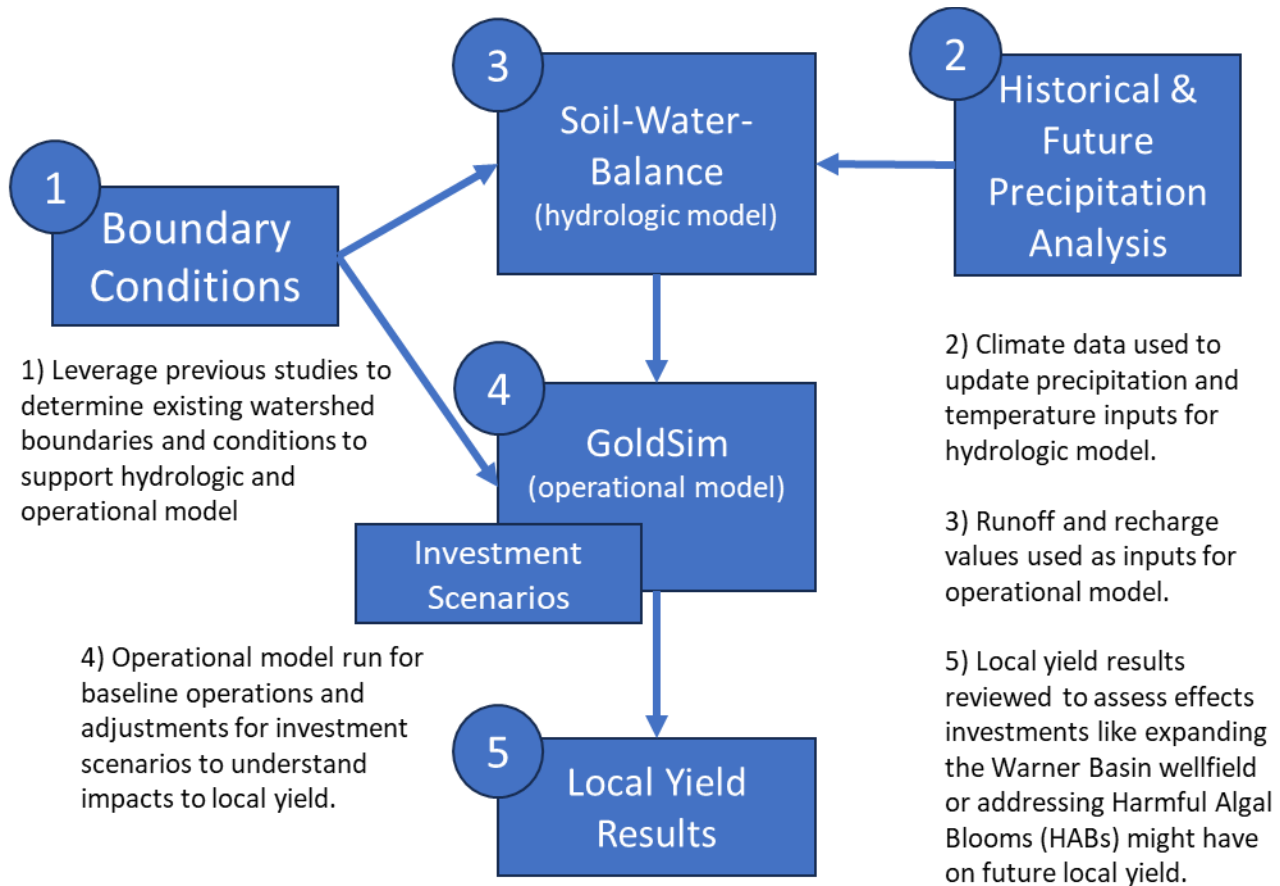 1
Boundary
Conditions
1) Leverage previous studies to
determine existing watershed
boundaries and conditions to
support hydrologic and
operational model
2
Historical &
Future
Precipitation
Analysis
2) Climate data used to
update precipitation and
temperature inputs for
hydrologic model.
3
Soil-Water-
Balance
(hydrologic model)
3) Runoff and recharge
values used as inputs for
operational model.
4
GoldSim
(operational model)
Investment
Scenarios
4) Operational model run for
baseline operations and
adjustments for investment
scenarios to understand
impacts to local yield.
5
Local Yield
Results
5) Local yield results
reviewed to assess effects
investments like expanding
the Warner Basin wellfield
or addressing Harmful Algal
Blooms (HABs) might have
on future local yield.